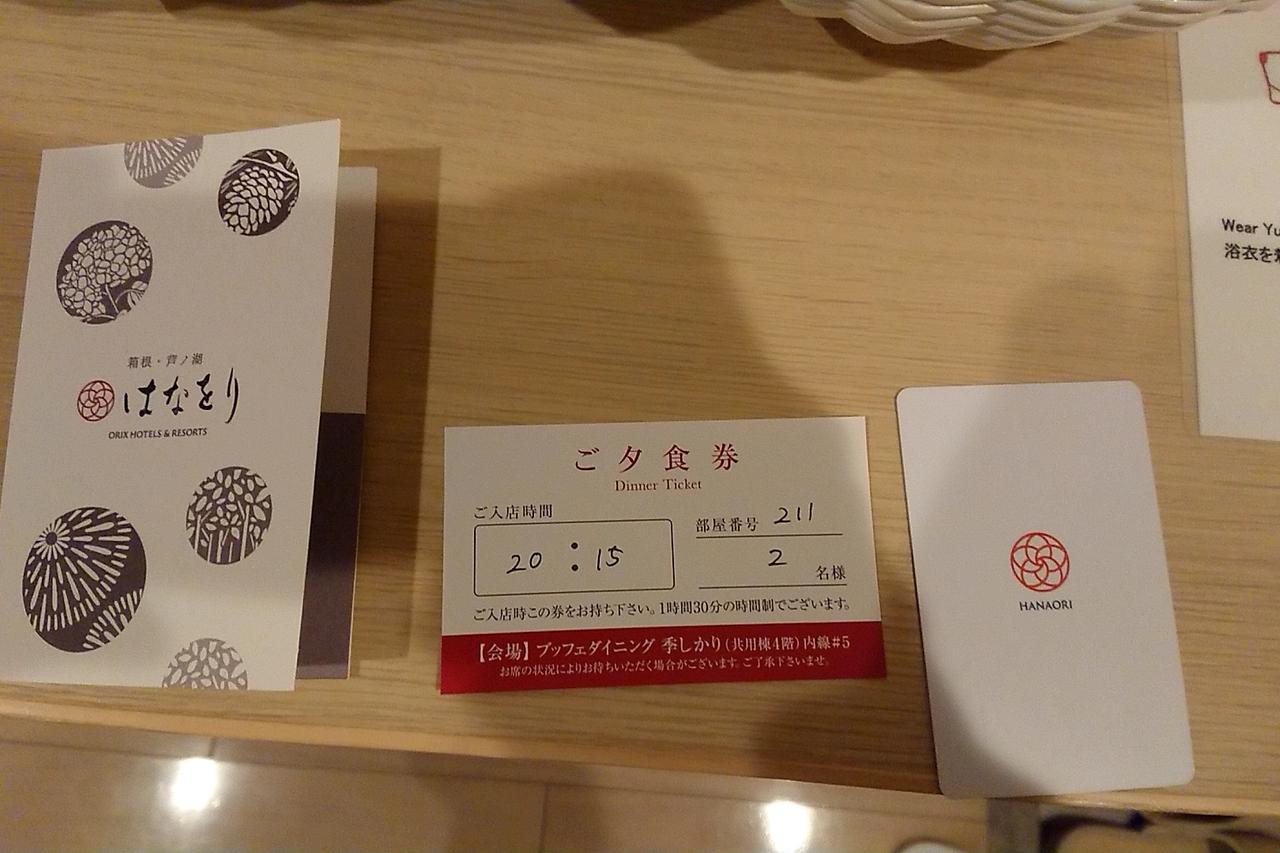 箱根・芦ノ湖
はなをり
ORIX HOTELS & RESORTS
ご夕食券
Dinner Ticket
ご入店時間
20:15
部屋番号 211
2 名様
ご入店時この券をお持ち下さい。1時間30分の時間制でございます。
【会場】ブッフェダイニング 季しかり(共用棟4階)内線#5
お席の状況によりお待ちいただく場合がございます。ご了承下さいませ。
HANAORI
Wear Yu
浴衣を